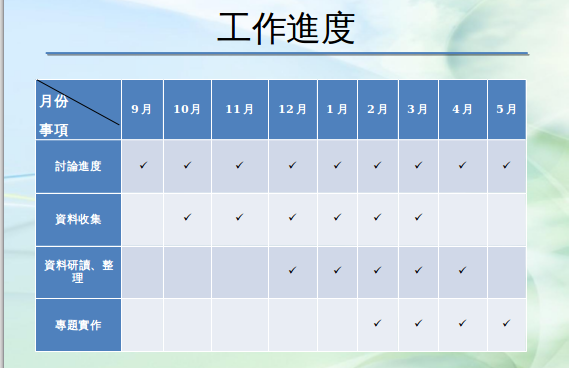 工作進度
月份
事項
9月 10月 11月 12月 1月 2月 3月 4月 5月
討論進度 ✓ ✓ ✓ ✓ ✓ ✓ ✓ ✓ ✓
資料收集 ✓ ✓ ✓ ✓ ✓ ✓
資料研讀、整
理 ✓ ✓ ✓ ✓ ✓
專題實作 ✓ ✓ ✓ ✓